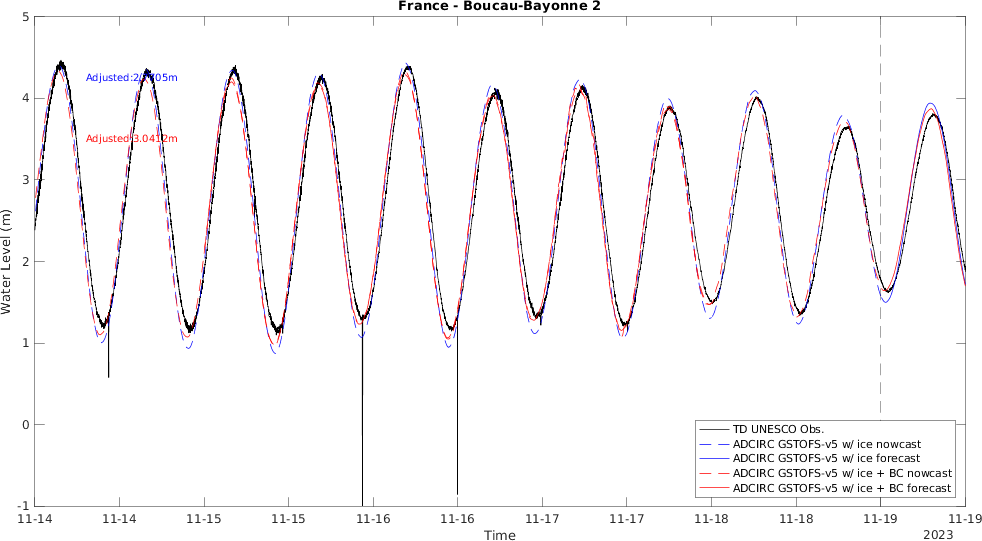 France - Boucau-Bayonne 2
5
4
3
2
1
0
-1
Water Level (m)
Adjusted:3.0412m
11-14
11-14
11-15
11-15
11-16
11-16
11-17
11-17
11-18
11-18
11-19
11-19
Time
2023
TD UNESCO Obs.
ADCIRC GSTOFS-v5 w/ ice nowcast
ADCIRC GSTOFS-v5 w/ ice forecast
ADCIRC GSTOFS-v5 w/ ice + BC nowcast
ADCIRC GSTOFS-v5 w/ ice + BC forecast